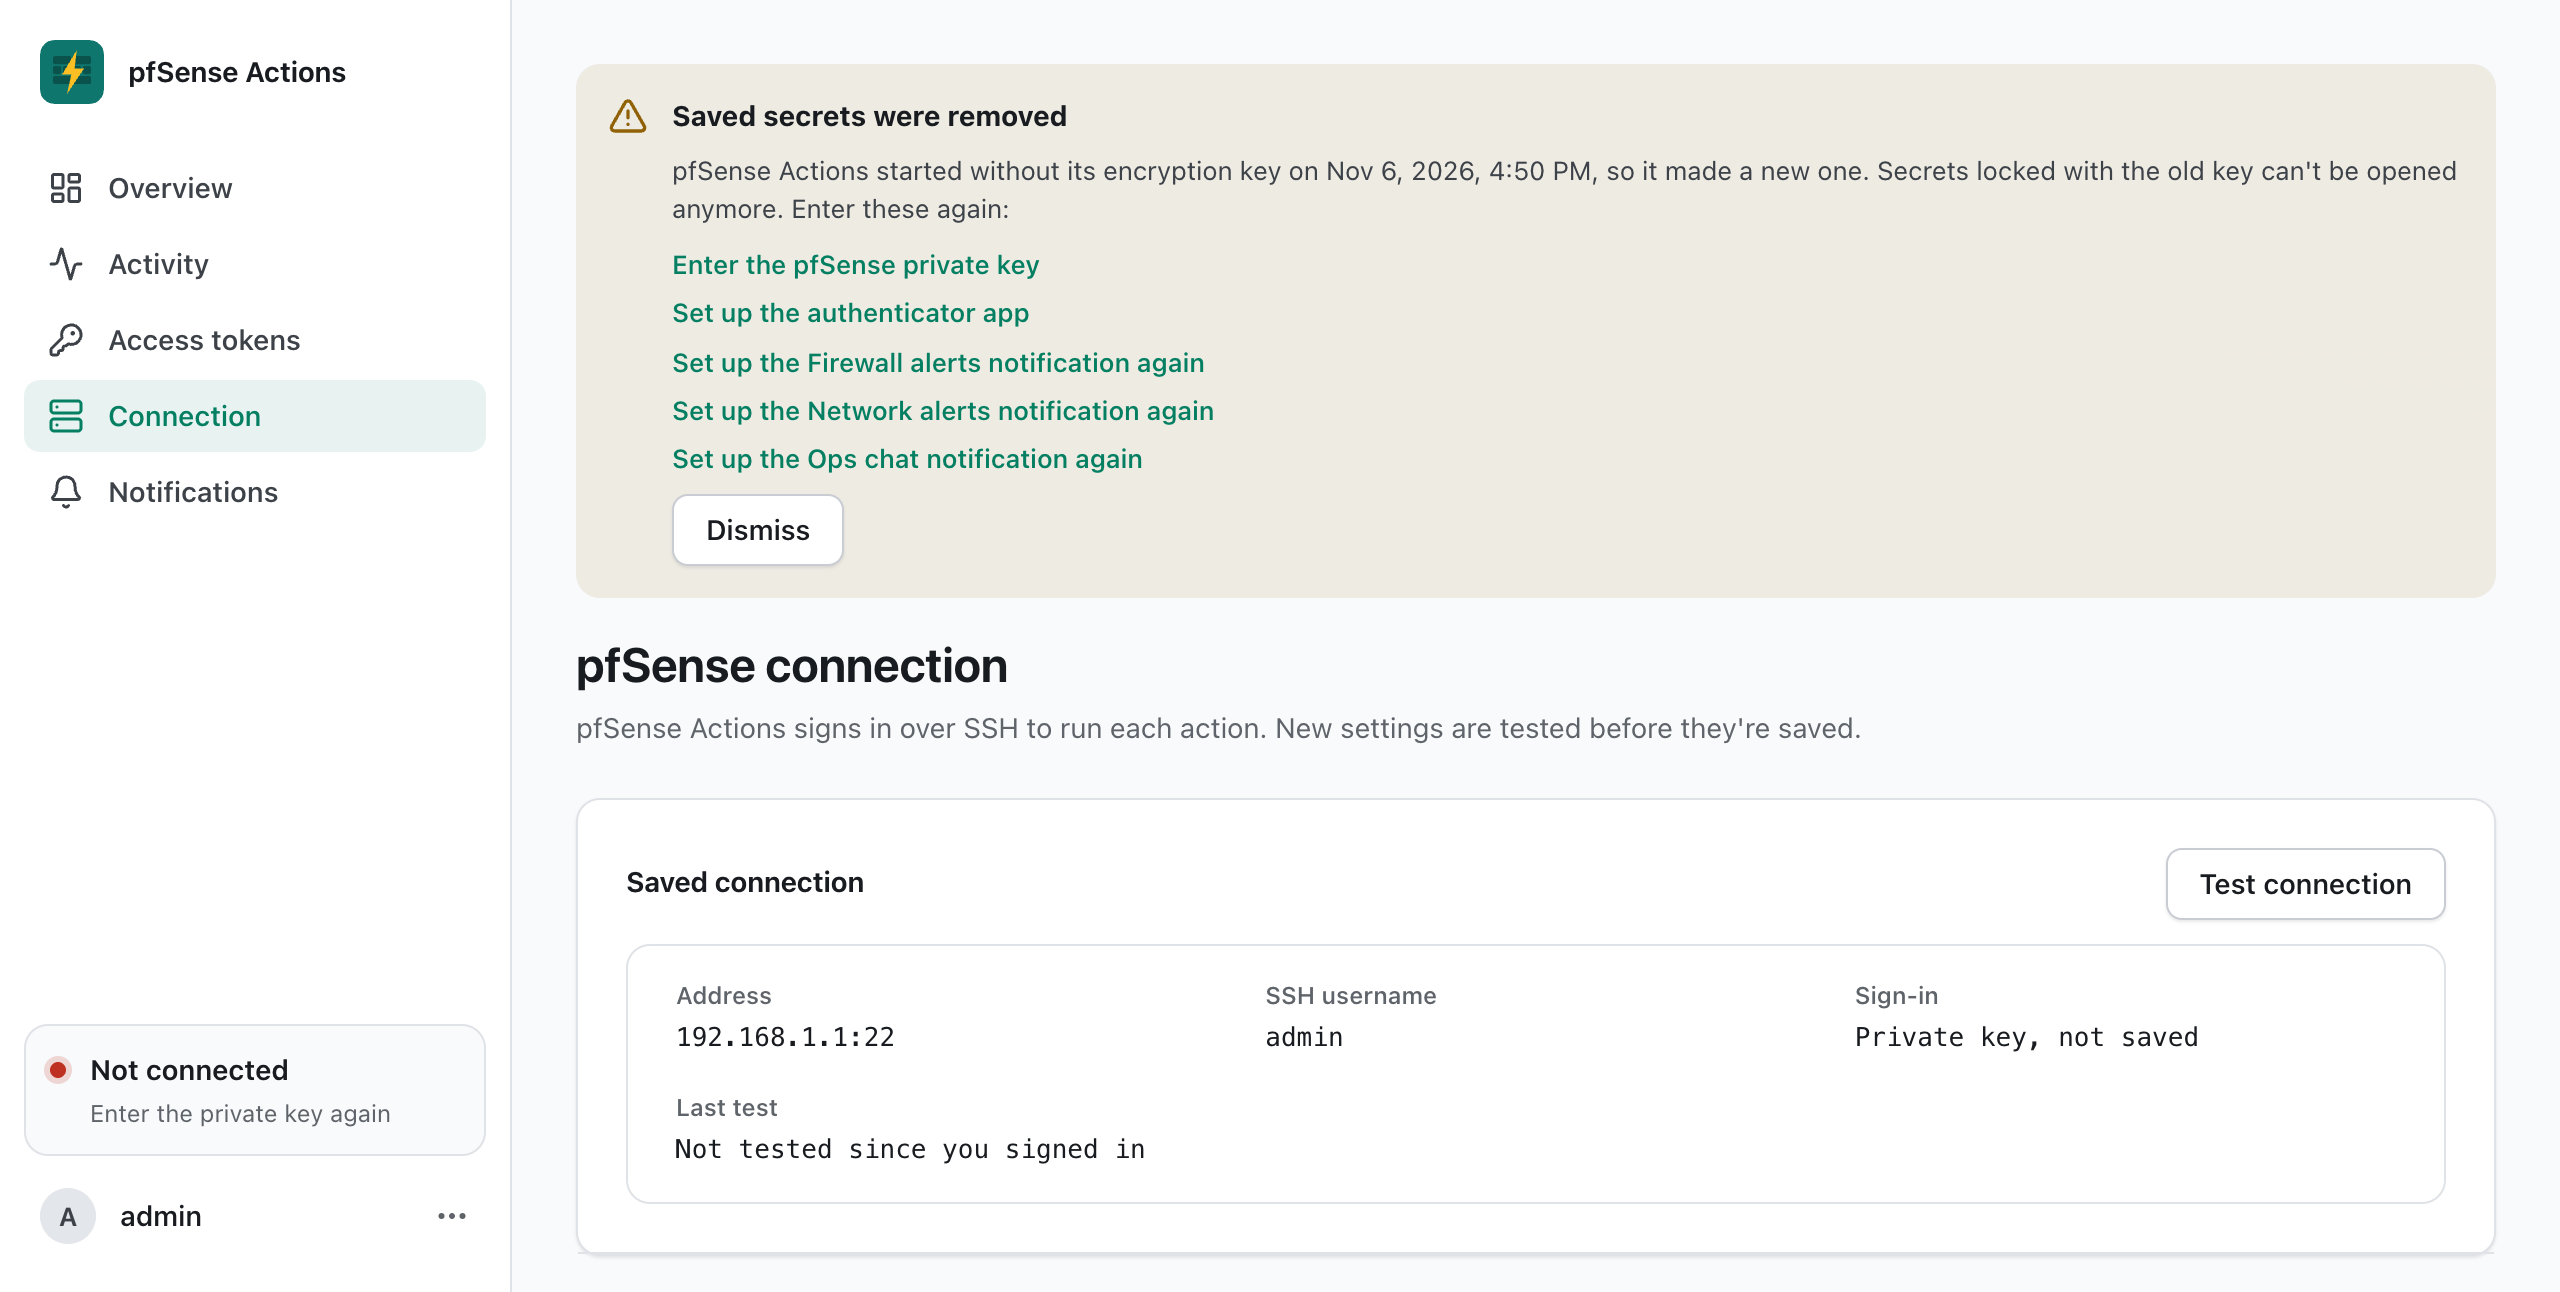 pfSense Actions
Overview
Activity
Access tokens
Connection
Notifications
Not connected
Enter the private key again
A
admin
Saved secrets were removed
pfSense Actions started without its encryption key on Nov 6, 2026, 4:50 PM, so it made a new one. Secrets locked with the old key can't be opened
anymore. Enter these again:
Enter the pfSense private key
Set up the authenticator app
Set up the Firewall alerts notification again
Set up the Network alerts notification again
Set up the Ops chat notification again
Dismiss
pfSense connection
pfSense Actions signs in over SSH to run each action. New settings are tested before they're saved.
Saved connection
Test connection
Address
192.168.1.1:22
SSH username
admin
Sign-in
Private key, not saved
Last test
Not tested since you signed in